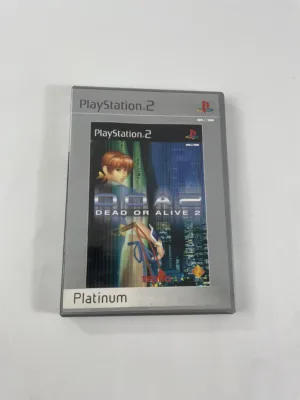 PlayStation.2
PlayStation.2
DOA2
DEAD OR ALIVE 2
Platinum